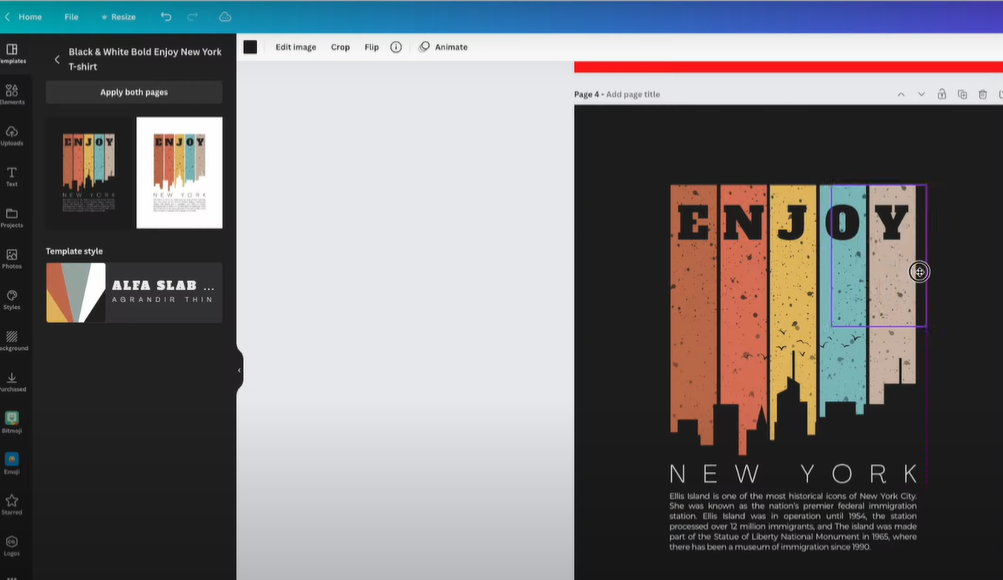 Home File Resize
Edit image Crop Flip Animate
Templates
Elements
Uploads
Text
Projects
Photos
Styles
Background
Purchased
Bitmoji
Emoji
Starred
Logos
Black & White Bold Enjoy New York
T-shirt
Apply both pages
ENJOY
NEW YORK
ENJOY
NEW YORK
Template style
ALFA SLAB ...
AGRANDIR THIN
Page 4 - Add page title
ENJOY
NEW YORK
Ellis Island is one of the most historical icons of New York City.
She was known as the nation's premier federal immigration
station. Ellis Island was in operation until 1954, the station
processed over 12 million immigrants, and The island was made
part of the Statue of Liberty National Monument in 1965, where
there has been a museum of immigration since 1990.